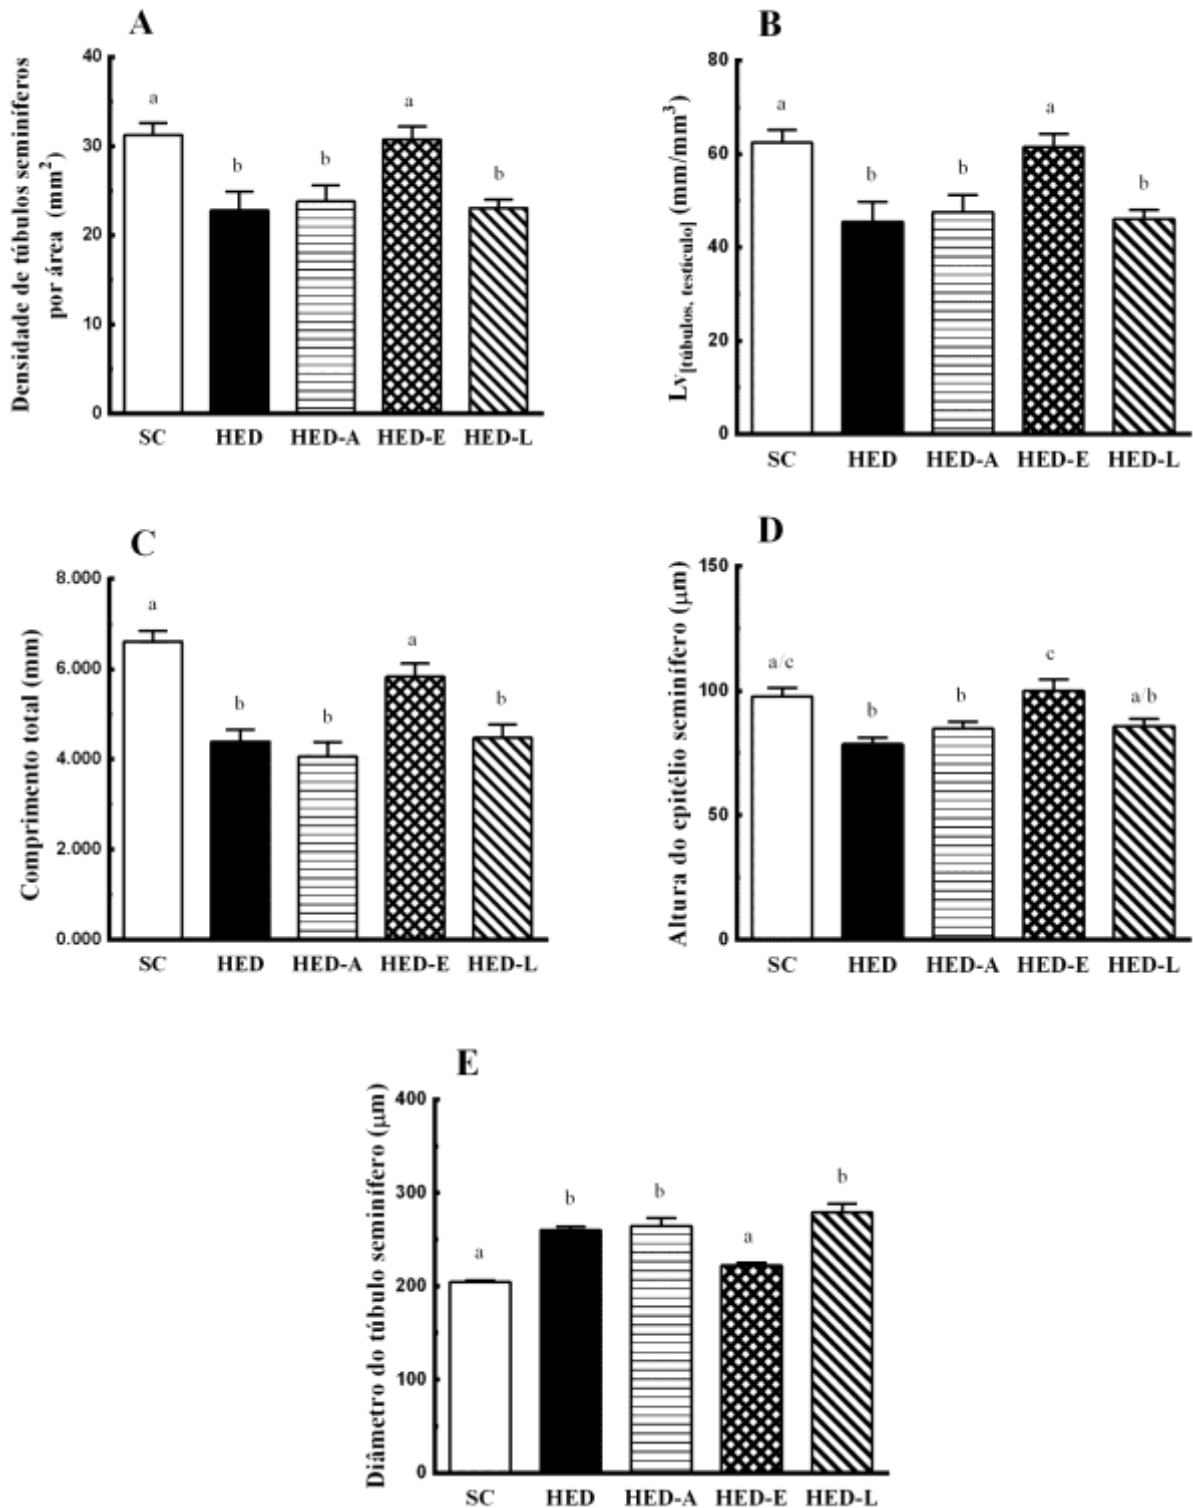 A
Densidade de túbulos seminíferos
por área (mm²)
40
30
20
10
0
a
b
b
a
b
SC HED HED-A HED-E HED-L
B
Lv[túbulos, testículo] (mm/mm³)
80
60
40
20
0
a
b
b
a
b
SC HED HED-A HED-E HED-L
C
Comprimento total (mm)
8.000
6.000
4.000
2.000
0.000
a
b
b
a
b
SC HED HED-A HED-E HED-L
D
Altura do epitélio seminífero (µm)
150
100
50
0
a/c
b
b
c
a/b
SC HED HED-A HED-E HED-L
E
Diâmetro do túbulo seminífero (µm)
400
300
200
100
0
a
b
b
a
b
SC HED HED-A HED-E HED-L